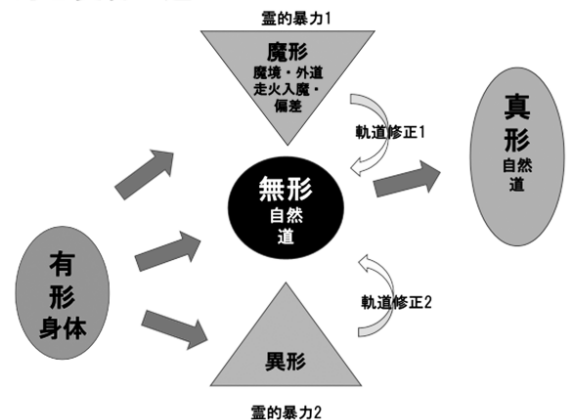 霊的暴力1
魔形
魔境・外道
走火入魔・
偏差
軌道修正1
真
形
自然
道
無形
自然
道
有
形
身体
軌道修正2
異形
霊的暴力2